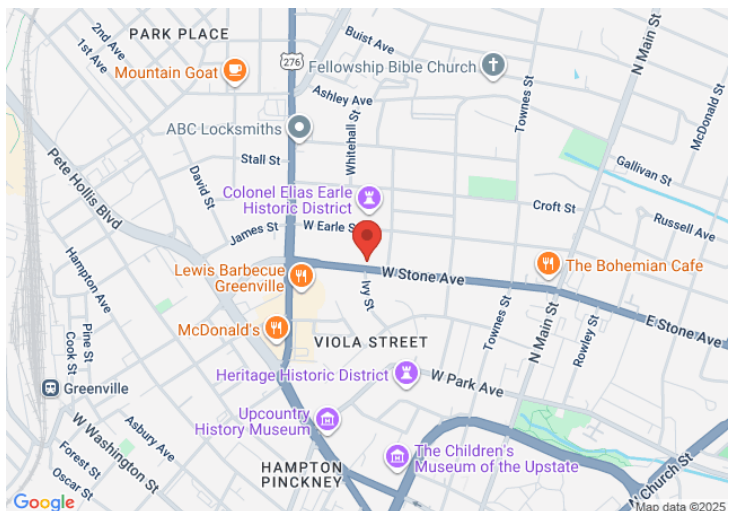 PARK PLACE
2nd Ave
1st Ave
Mountain Goat
276
Buist Ave
Fellowship Bible Church
N Main St
McDonald St
Townes St
Ashley Ave
ABC Locksmiths
Whitehall St
Stall St
Gallivan St
Pete Hollis Blvd
David St
Colonel Elias Earle
Historic District
Croft St
Russell Ave
James St
W Earle S
Lewis Barbecue
Greenville
W Stone Ave
The Bohemian Cafe
Hampton Ave
Ivy St
McDonald's
VIOLA STREET
Townes St
N Main St
Rowley St
E Stone Ave
Pine St
Cook St
Heritage Historic District
W Park Ave
Greenville
Upcountry
History Museum
W Washington St
Asbury Ave
Forest St
Oscar St
HAMPTON
PINCKNEY
The Children's
Museum of the Upstate
N Church St
Google
Map data ©2025